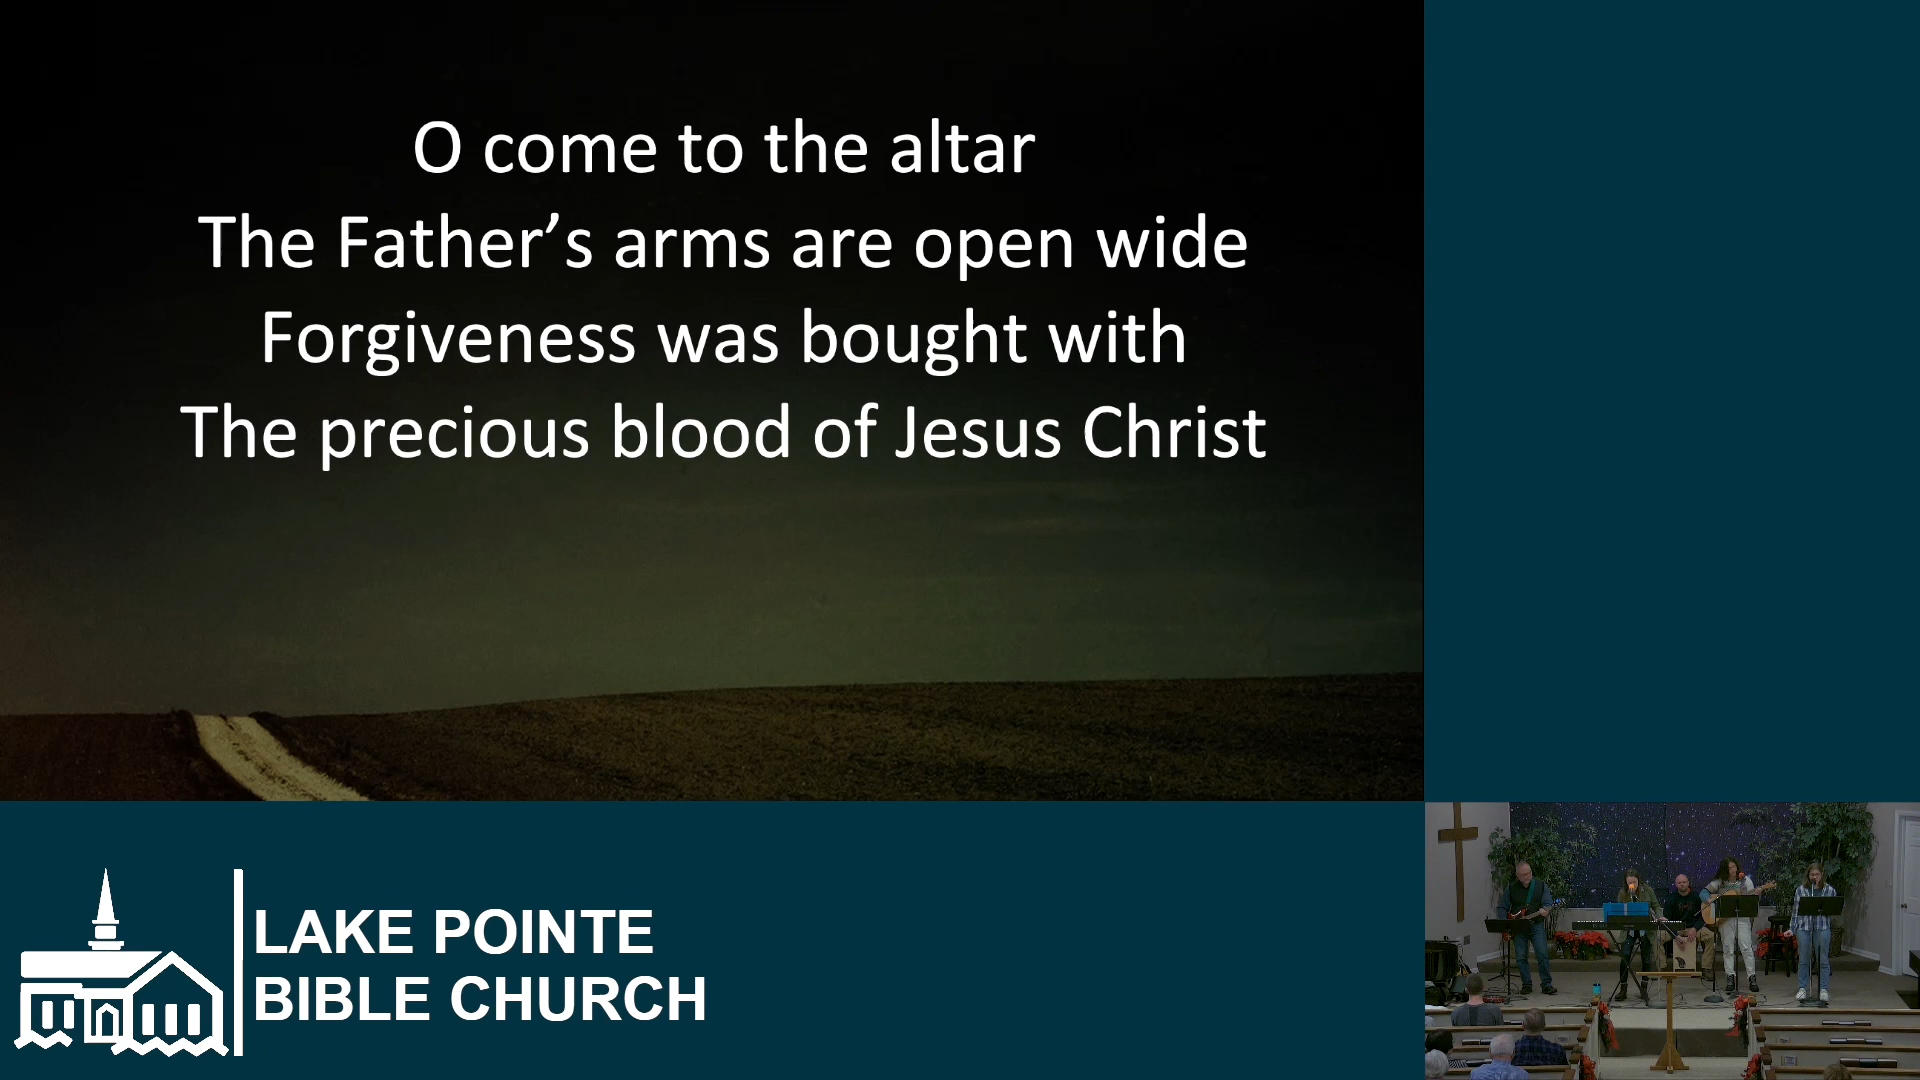 O come to the altar
The Father’s arms are open wide
Forgiveness was bought with
The precious blood of Jesus Christ
LAKE POINTE
BIBLE CHURCH